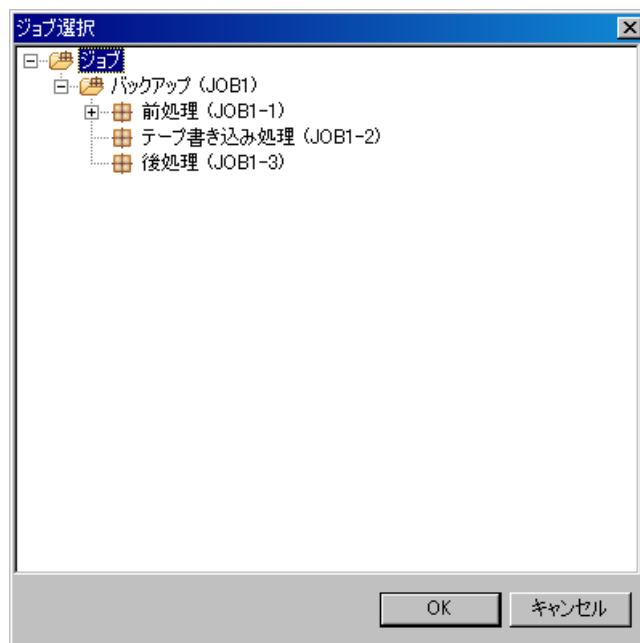 ジョブ選択
ジョブ
バックアップ (JOB1)
前処理 (JOB1-1)
テープ書き込み処理 (JOB1-2)
後処理 (JOB1-3)
OK キャンセル